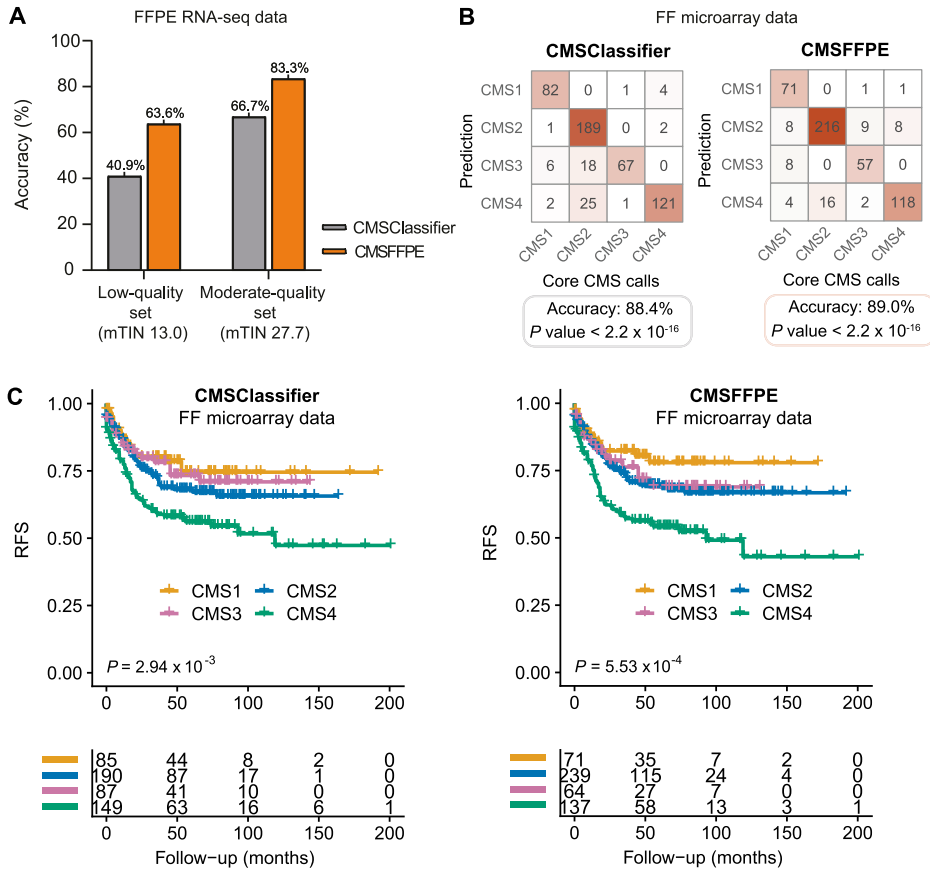 A
FFPE RNA-seq data
Accuracy (%)
100
80
60
40
20
0
40.9%
63.6%
66.7%
83.3%
CMSClassifier
CMSFFPE
Low-quality
set
(mTIN 13.0)
Moderate-quality
set
(mTIN 27.7)
B
FF microarray data
CMSClassifier
Prediction
CMS1 82 0 1 4
CMS2 1 189 0 2
CMS3 6 18 67 0
CMS4 2 25 1 121
CMS1 CMS2 CMS3 CMS4
Core CMS calls
Accuracy: 88.4%
P value < 2.2 x 10-16
CMSFFPE
Prediction
CMS1 71 0 1 1
CMS2 8 216 9 8
CMS3 8 0 57 0
CMS4 4 16 2 118
CMS1 CMS2 CMS3 CMS4
Core CMS calls
Accuracy: 89.0%
P value < 2.2 x 10-16
C
CMSClassifier
FF microarray data
RFS
1.00
0.75
0.50
0.25
0.00
CMS1 CMS2
CMS3 CMS4
P = 2.94 x 10-3
0 50 100 150 200
85 44 8 2 0
190 87 17 1 0
87 41 10 0 0
149 63 16 6 1
0 50 100 150 200
Follow-up (months)
CMSFFPE
FF microarray data
RFS
1.00
0.75
0.50
0.25
0.00
CMS1 CMS2
CMS3 CMS4
P = 5.53 x 10-4
0 50 100 150 200
71 35 7 2 0
239 115 24 4 0
64 27 7 0 0
137 58 13 3 1
0 50 100 150 200
Follow-up (months)